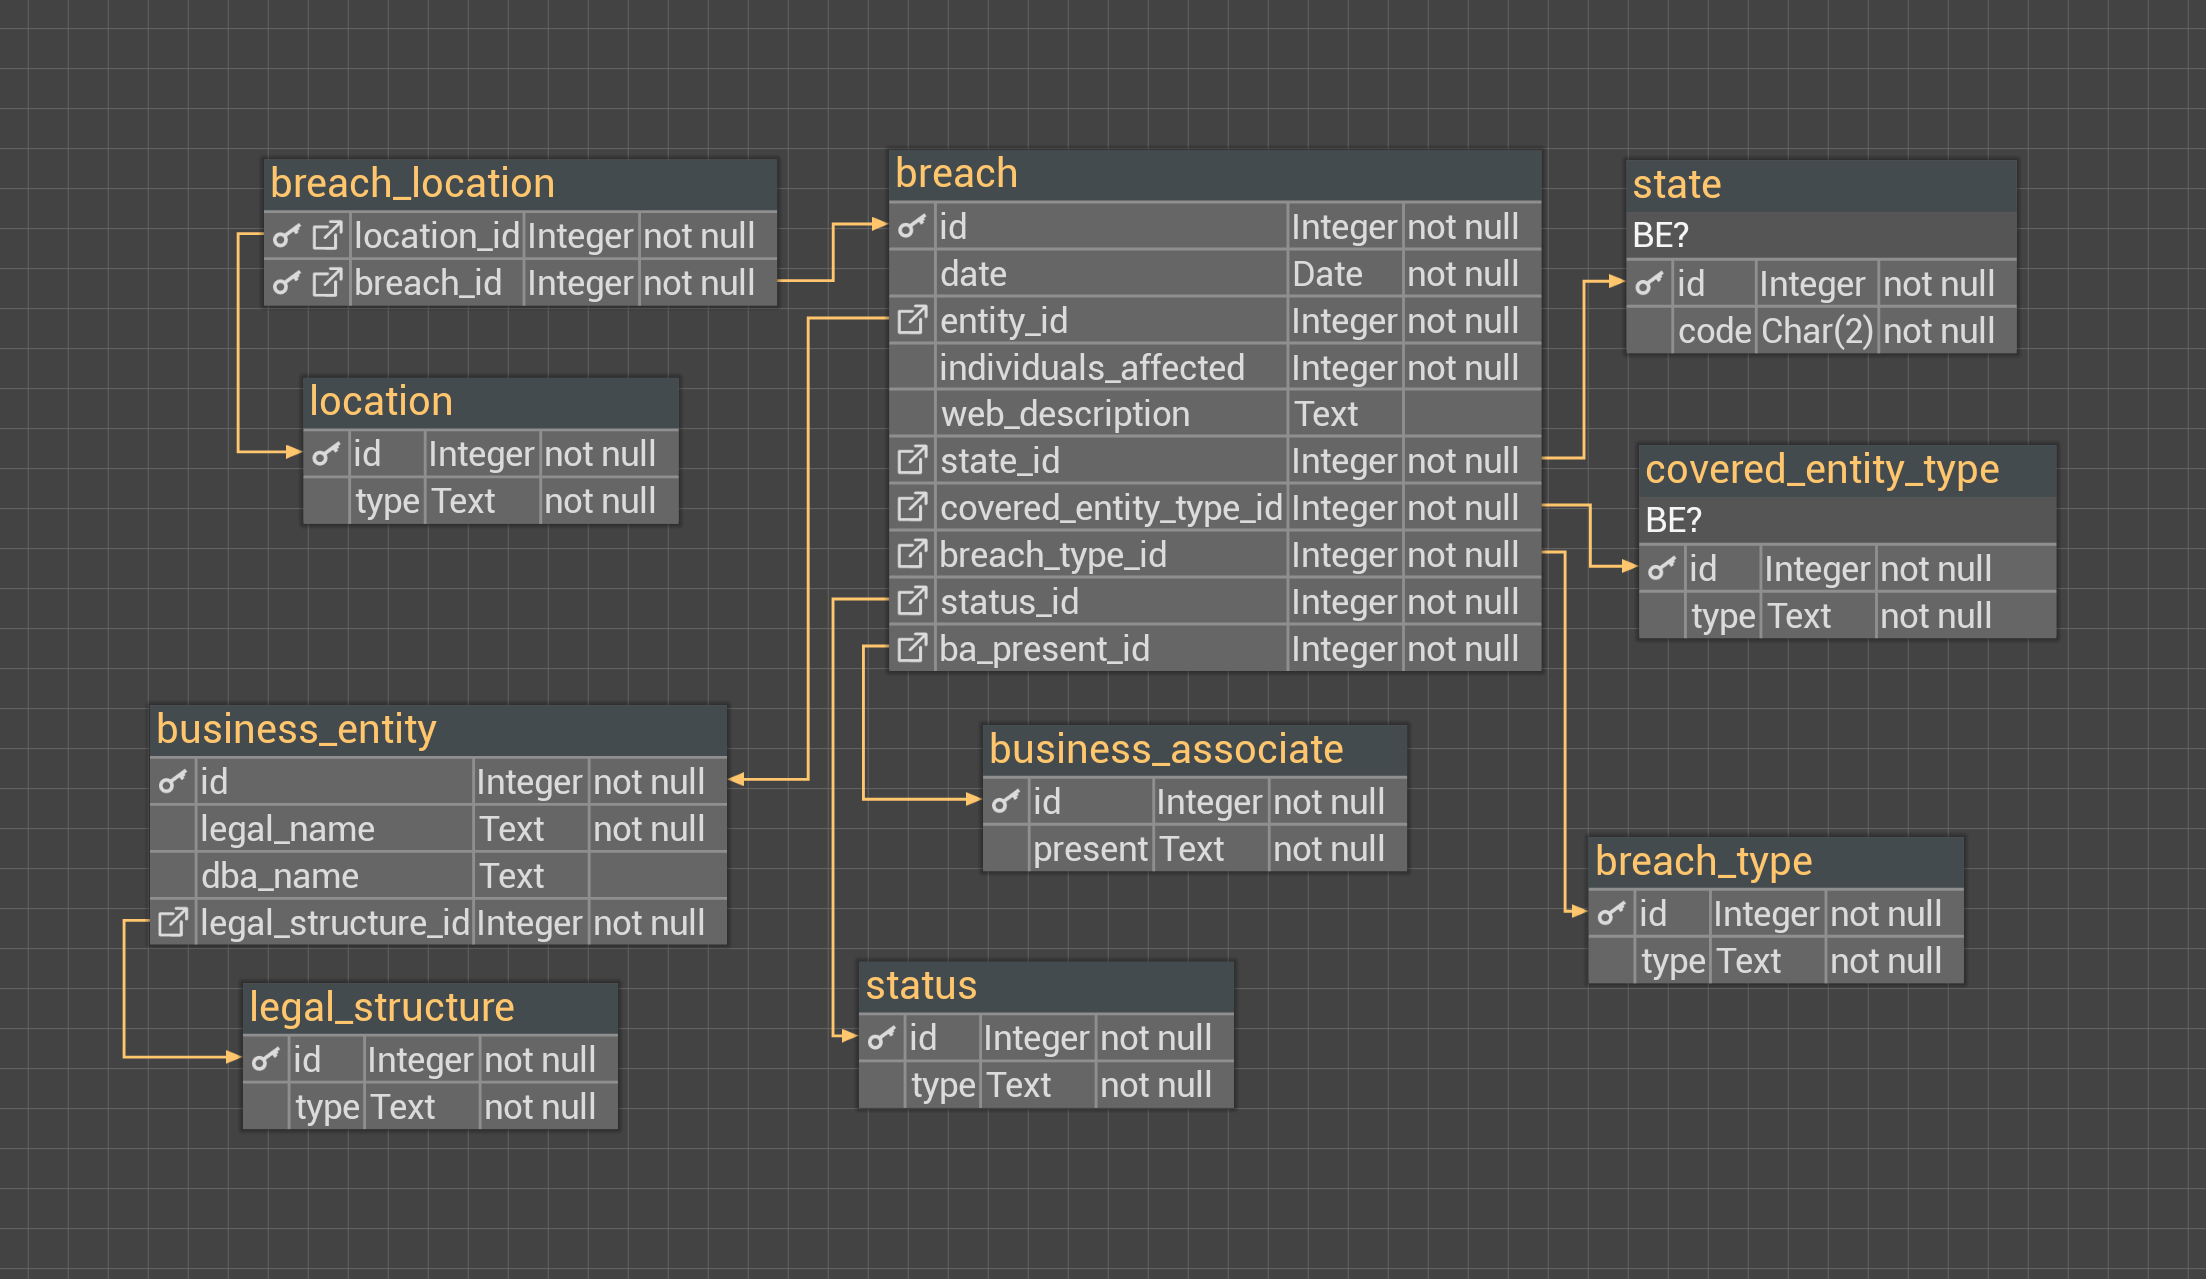 breach_location
location_id Integer not null
breach_id Integer not null
location
id Integer not null
type Text not null
breach
id Integer not null
date Date not null
entity_id Integer not null
individuals_affected Integer not null
web_description Text
state_id Integer not null
covered_entity_type_id Integer not null
breach_type_id Integer not null
status_id Integer not null
ba_present_id Integer not null
state
BE?
id Integer not null
code Char(2) not null
covered_entity_type
BE?
id Integer not null
type Text not null
business_entity
id Integer not null
legal_name Text not null
dba_name Text
legal_structure_id Integer not null
legal_structure
id Integer not null
type Text not null
business_associate
id Integer not null
present Text not null
status
id Integer not null
type Text not null
breach_type
id Integer not null
type Text not null